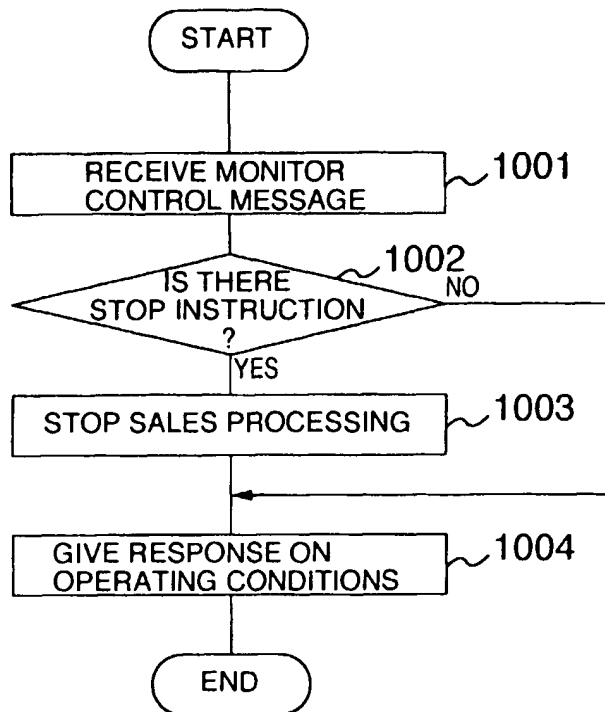 START
RECEIVE MONITOR
CONTROL MESSAGE
1001
1002
IS THERE
STOP INSTRUCTION
?
NO
YES
STOP SALES PROCESSING
1003
GIVE RESPONSE ON
OPERATING CONDITIONS
1004
END